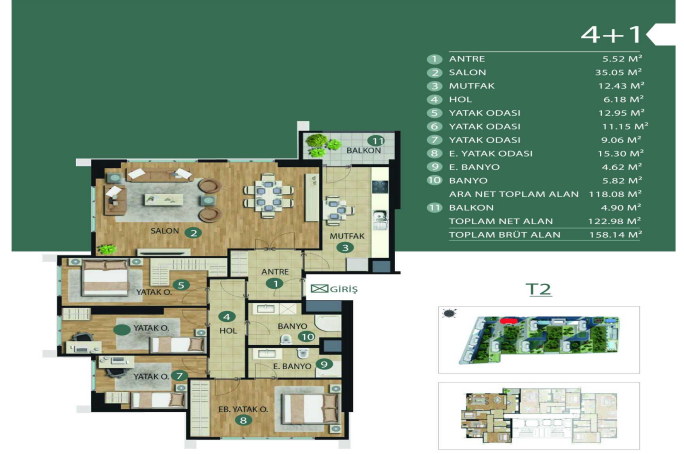 4+1
1 ANTRE 5.52 M²
2 SALON 35.05 M²
3 MUTFAK 12.43 M²
4 HOL 6.18 M²
5 YATAK ODASI 12.95 M²
6 YATAK ODASI 11.15 M²
7 YATAK ODASI 9.06 M²
8 E. YATAK ODASI 15.30 M²
9 E. BANYO 4.62 M²
10 BANYO 5.82 M²
ARA NET TOPLAM ALAN 118.08 M²
11 BALKON 4.90 M²
TOPLAM NET ALAN 122.98 M²
TOPLAM BRÜT ALAN 158.14 M²
11
BALKON
SALON 2
MUTFAK
3
ANTRE
1
5
YATAK O.
GİRİŞ
4
HOL
YATAK O.
BANYO
10
E. BANYO 9
YATAK O. 7
EB. YATAK O.
8
T2